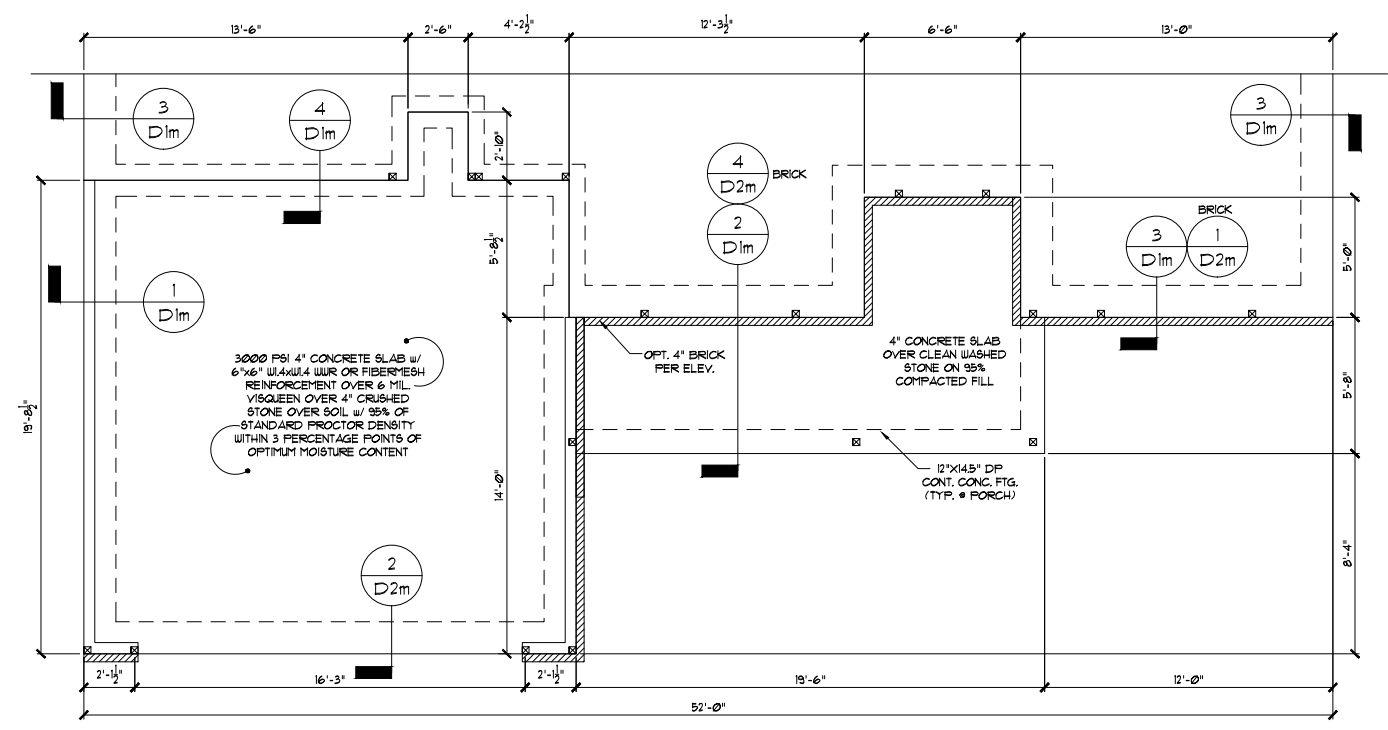 13'-6"
2'-6"
4'-2½"
12'-3½"
6'-6"
13'-0"
3
D1m
4
D1m
3
D1m
2'-10"
4
D2m
BRICK
2
D1m
BRICK
3
D1m
1
D2m
5'-8½"
5'-0"
1
D1m
3000 PSI 4" CONCRETE SLAB w/
6"x6" W1.4xW1.4 WWR OR FIBERMESH
REINFORCEMENT OVER 6 MIL.
VISQUEEN OVER 4" CRUSHED
STONE OVER SOIL w/ 95% OF
STANDARD PROCTOR DENSITY
WITHIN 3 PERCENTAGE POINTS OF
OPTIMUM MOISTURE CONTENT
OPT. 4" BRICK
PER ELEV.
4" CONCRETE SLAB
OVER CLEAN WASHED
STONE ON 95%
COMPACTED FILL
5'-8"
19'-8½"
14'-0"
12"X14.5" DP
CONT. CONC. FTG.
(TYP. @ PORCH)
8'-4"
2
D2m
2'-1½"
16'-3"
2'-1½"
19'-6"
12'-0"
52'-0"